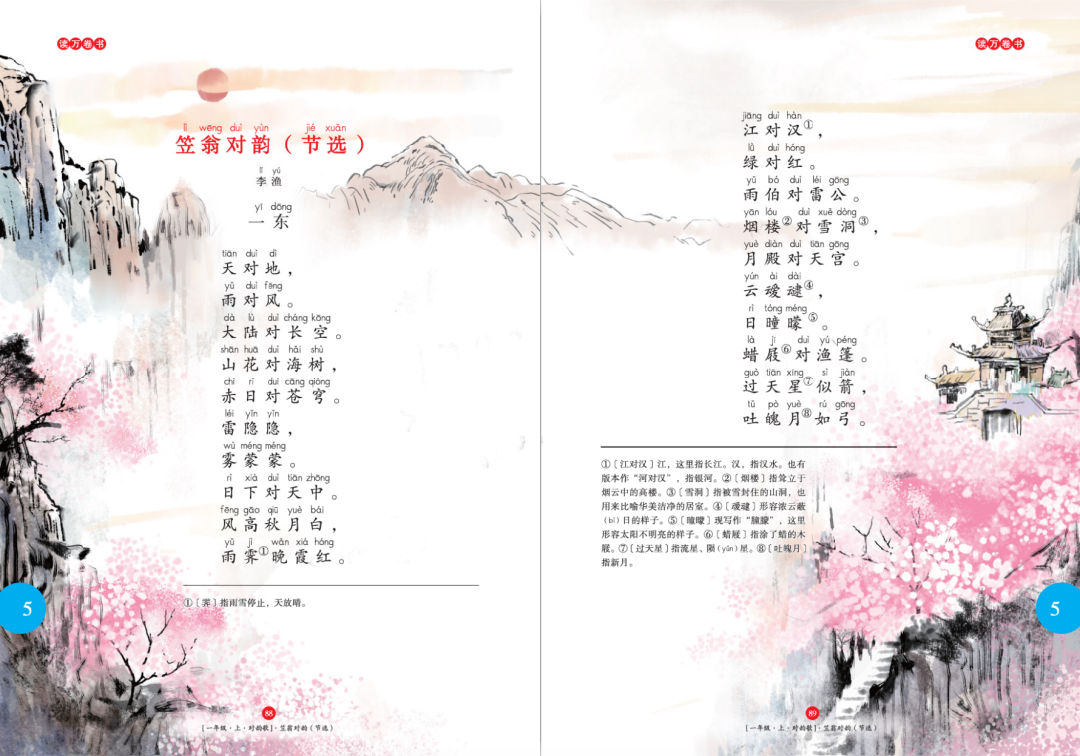 读万卷书
lì wēng duì yùn jié xuǎn
笠翁对韵（节选）
lǐ yú
李渔
yī dōng
一 东
tiān duì dì
天对地，
yǔ duì fēng
雨对风。
dà lù duì cháng kōng
大陆对长空。
shān huā duì hǎi shù
山花对海树，
chì rì duì cāng qióng
赤日对苍穹。
léi yǐn yǐn
雷隐隐，
wù méng méng
雾蒙蒙。
rì xià duì tiān zhōng
日下对天中。
fēng gāo qiū yuè bái
风高秋月白，
yǔ jì wǎn xiá hóng
雨霁①晚霞红。
①〔霁〕指雨雪停止，天放晴。
5
88
[一年级·上·对韵歌]·笠翁对韵（节选）
读万卷书
jiāng duì hàn
江对汉①，
lǜ duì hóng
绿对红。
yǔ bó duì léi gōng
雨伯对雷公。
yān lóu duì xuě dòng
烟楼②对雪洞③，
yuè diàn duì tiān gōng
月殿对天宫。
yún ài dài
云叆叇④，
rì tóng méng
日曈曚⑤。
là jī duì yú péng
蜡屐⑥对渔篷。
guò tiān xīng sì jiàn
过天星⑦似箭，
tǔ pò yuè rú gōng
吐魄月⑧如弓。
①〔江对汉〕江，这里指长江。汉，指汉水。也有
版本作“河对汉”，指银河。②〔烟楼〕指耸立于
烟云中的高楼。③〔雪洞〕指被雪封住的山洞，也
用来比喻华美洁净的居室。④〔叆叇〕形容浓云蔽
（bì）日的样子。⑤〔曈曚〕现写作“朣朦”，这里
形容太阳不明亮的样子。⑥〔蜡屐〕指涂了蜡的木
屐。⑦〔过天星〕指流星、陨（yǔn）星。⑧〔吐魄月〕
指新月。
5
89
[一年级·上·对韵歌]·笠翁对韵（节选）